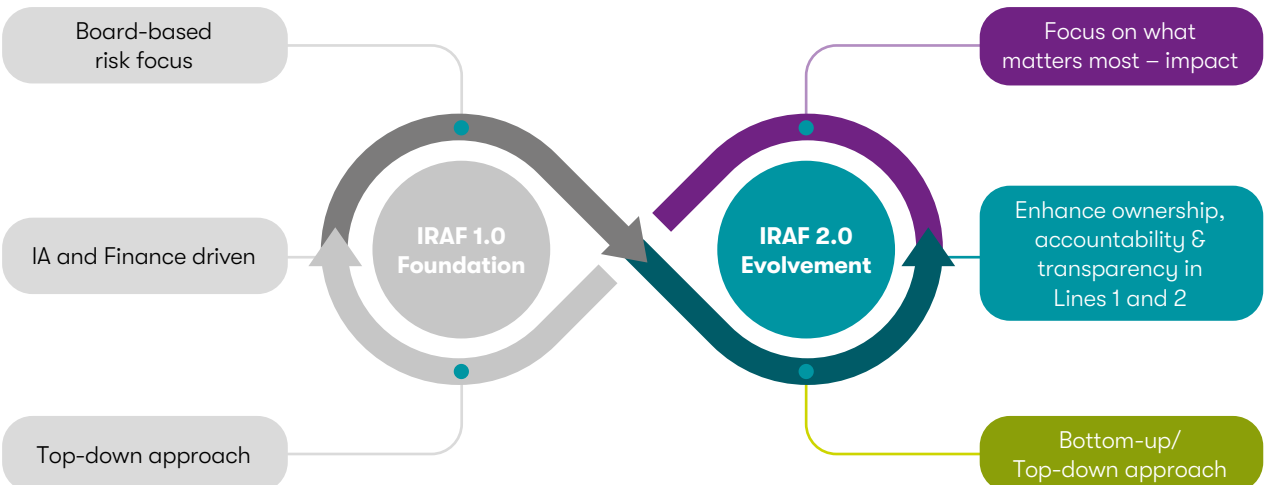 Board-based
risk focus
IA and Finance driven
Top-down approach
IRAF 1.0
Foundation
IRAF 2.0
Evolvement
Focus on what
matters most – impact
Enhance ownership,
accountability &
transparency in
Lines 1 and 2
Bottom-up/
Top-down approach